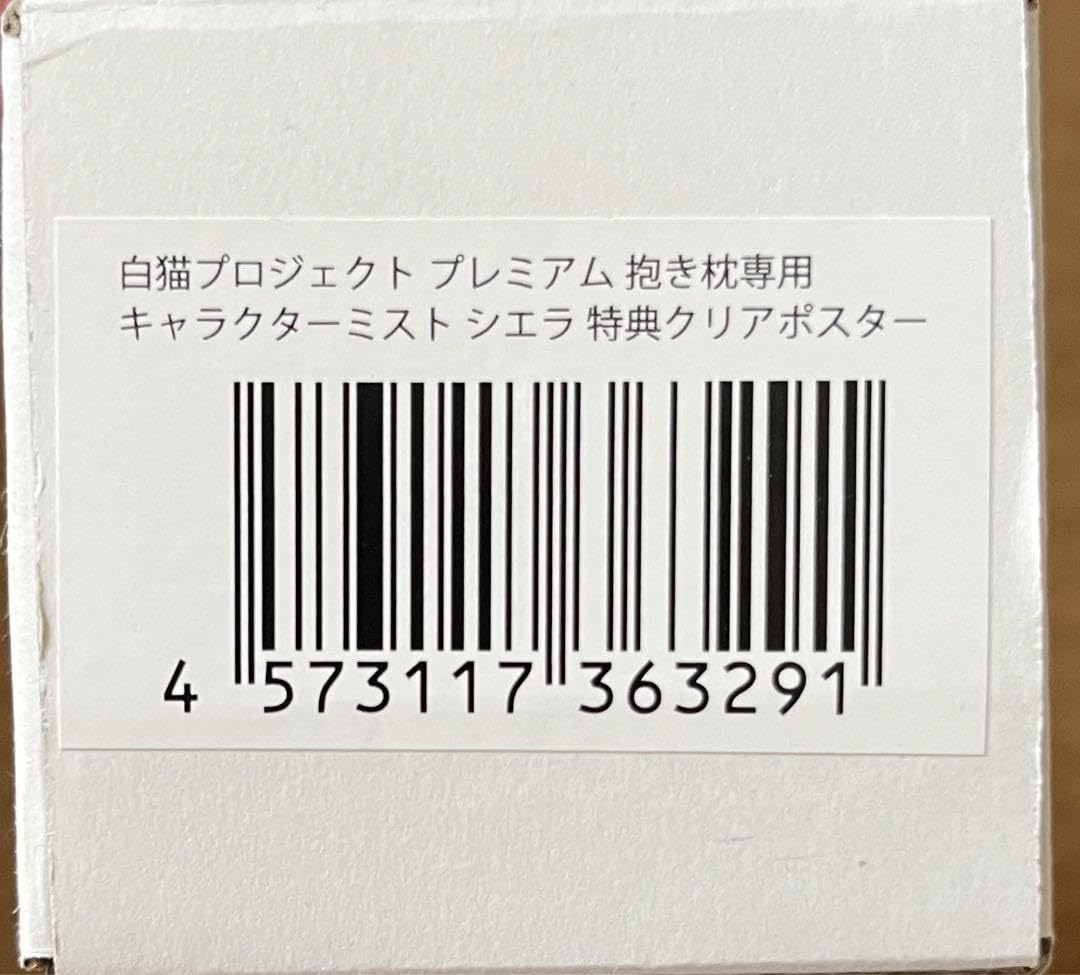 白猫プロジェクト プレミアム 抱き枕専用
キャラクターミスト シエラ 特典クリアポスター
4 573117 363291